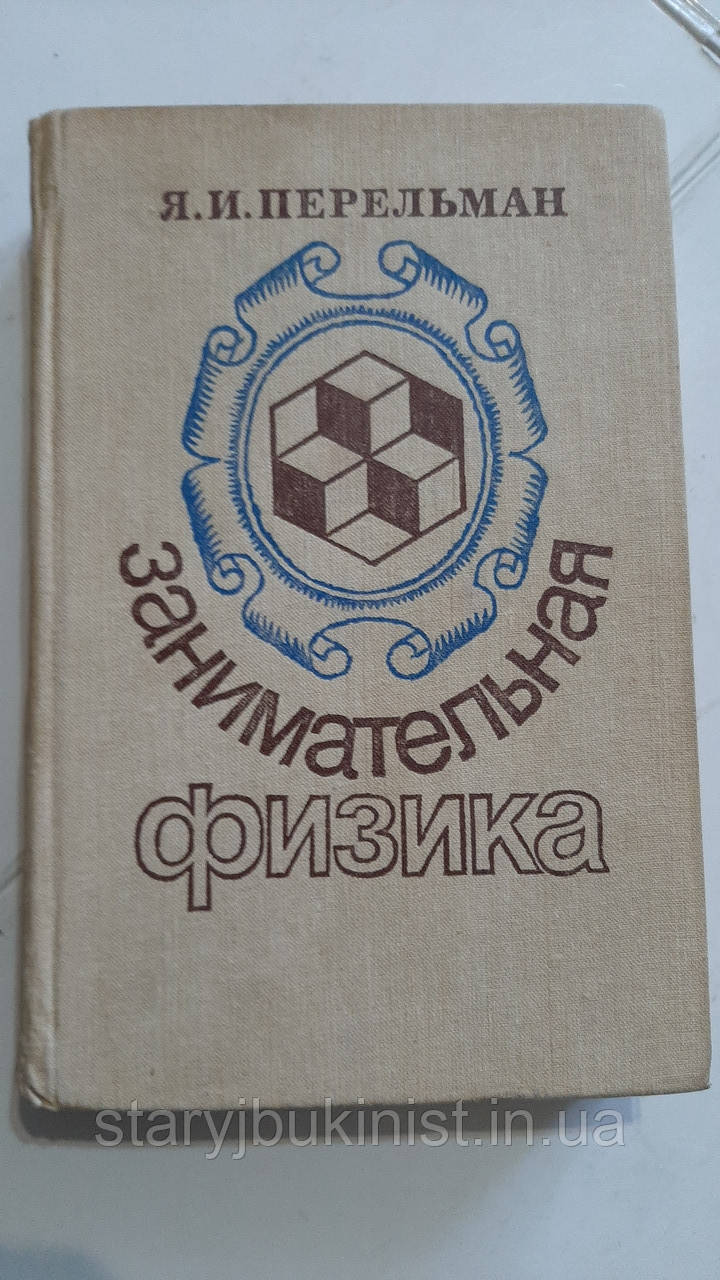 Я.И.ПЕРЕЛЬМАН
занимательная
физика
staryjbukinist.in.ua